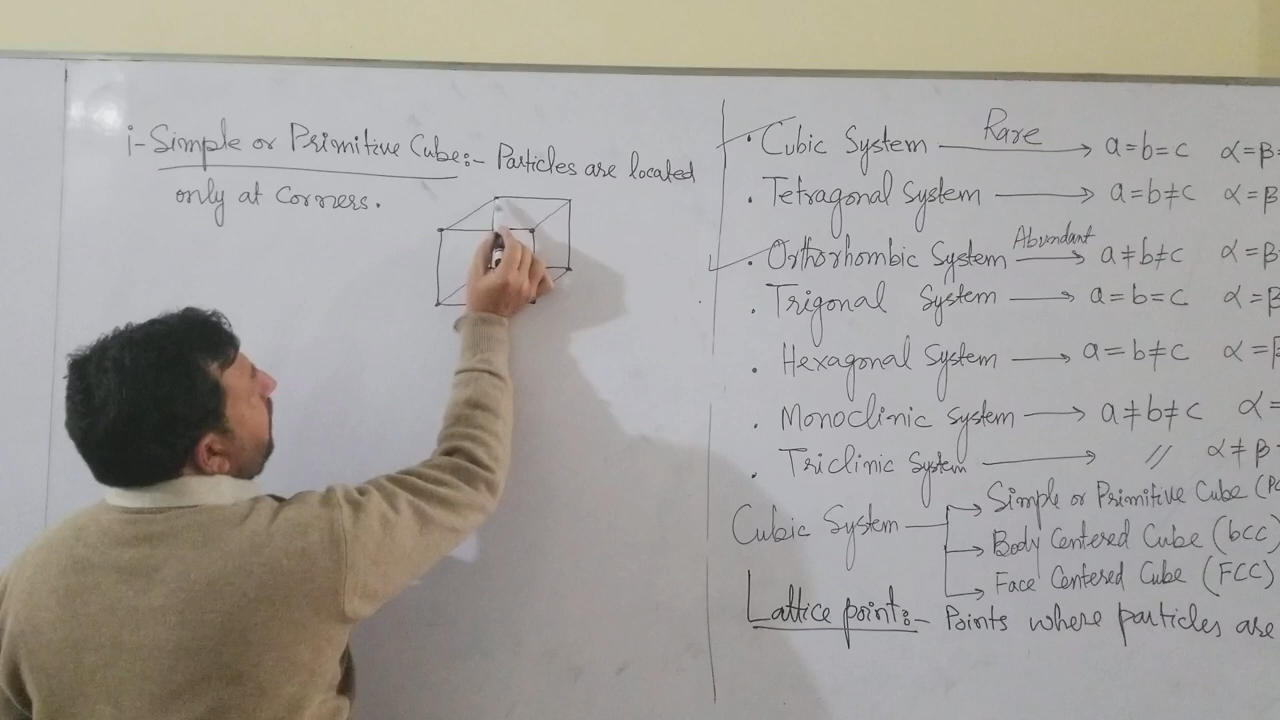 i- Simple or Primitive Cube:- Particles are located
only at Corners.
• Cubic System Rare → a=b=c α=β=
• Tetragonal System → a=b≠c α=β
• Orthorhombic System Abundant → a≠b≠c α=β
• Trigonal System → a=b=c α=β
• Hexagonal System → a=b≠c α=β
• Monoclinic System → a≠b≠c α=
• Triclinic System → // α≠β
Cubic System → Simple or Primitive Cube (PC
→ Body Centered Cube (bCC)
→ Face Centered Cube (FCC)
Lattice point:- Points where particles are